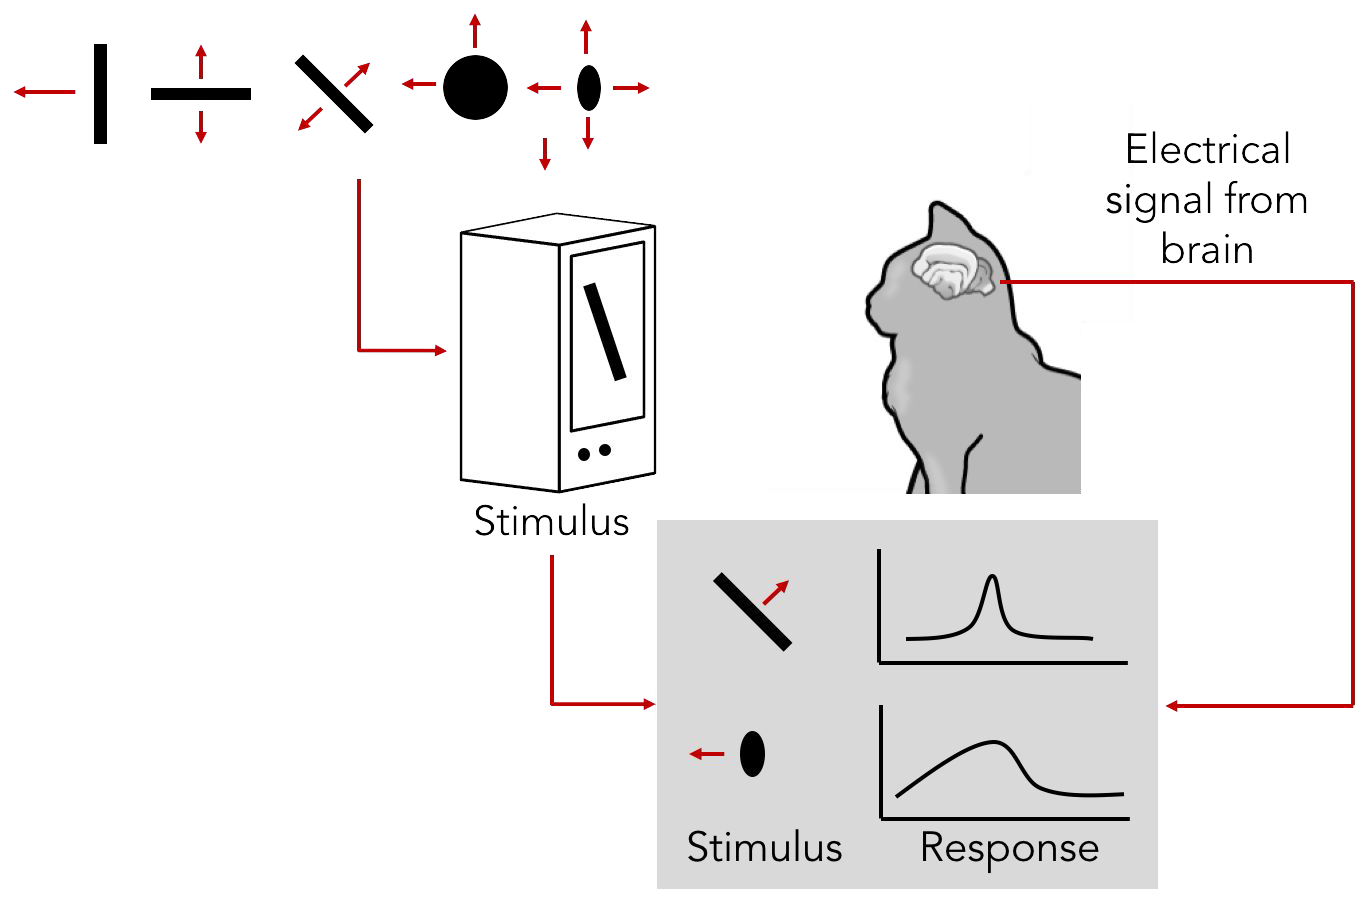 Electrical
signal from
brain
Stimulus
Stimulus
Response